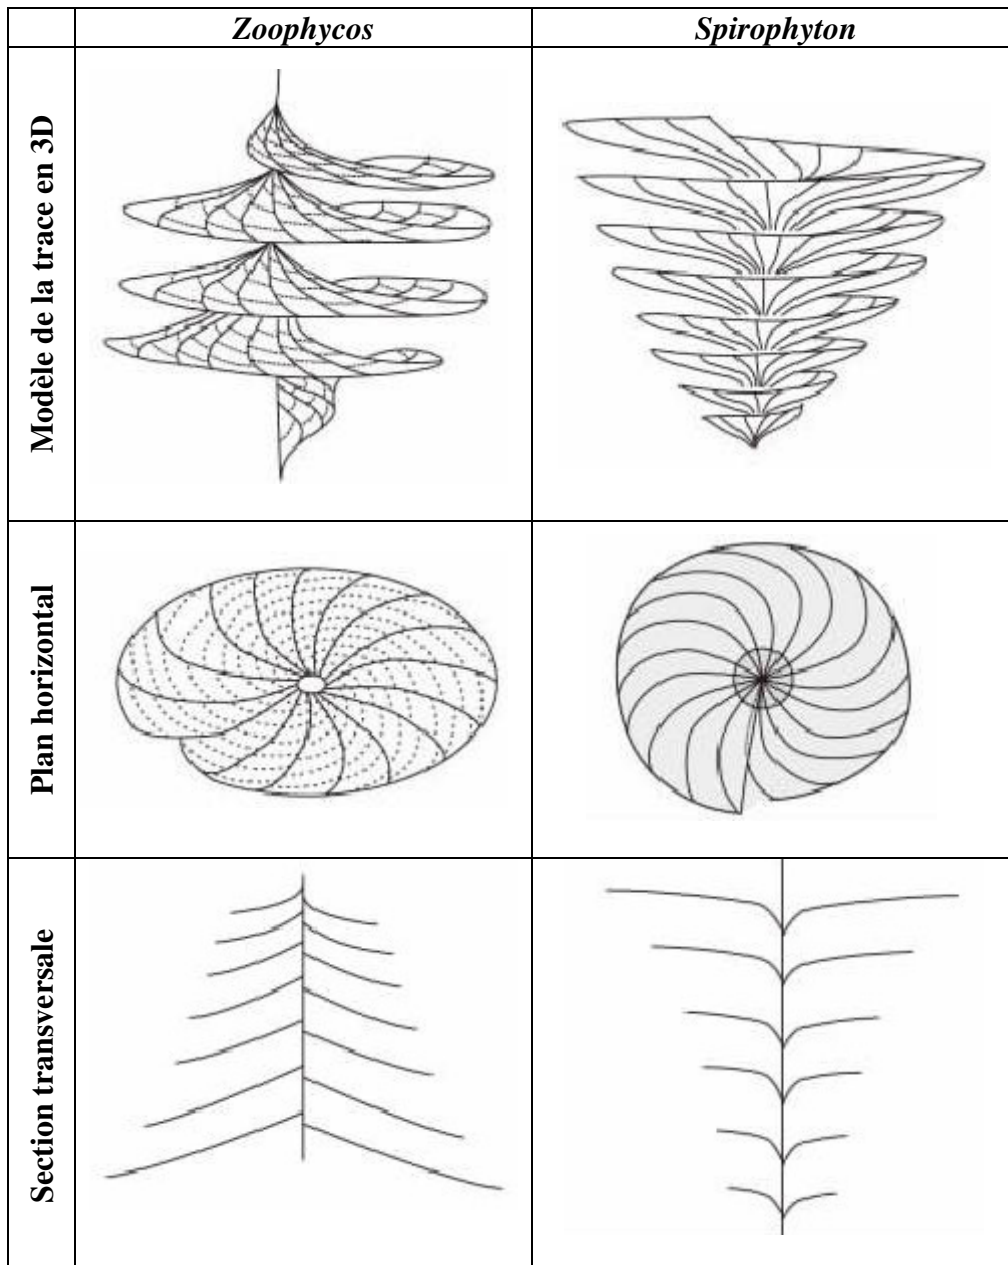 Zoophycos
Spirophyton
Modèle de la trace en 3D
Plan horizontal
Section transversale